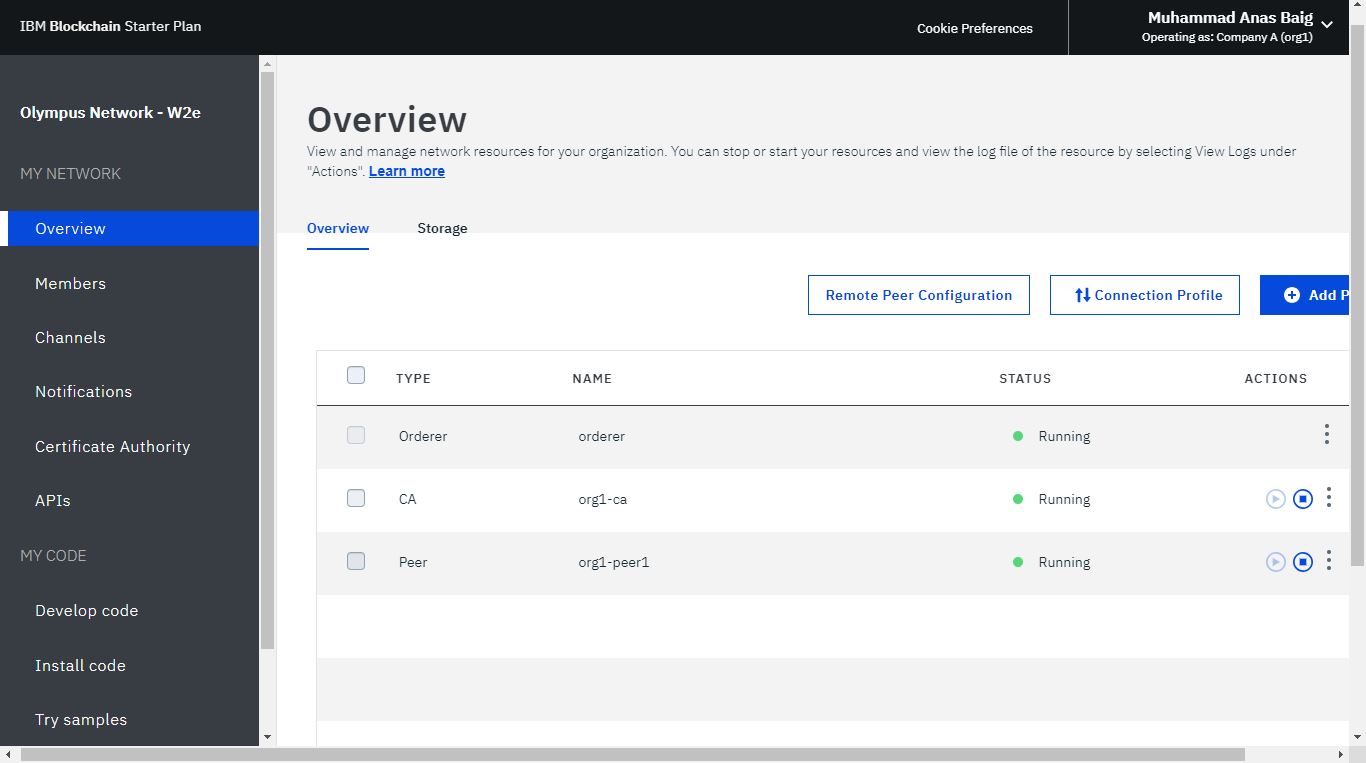 IBM Blockchain Starter Plan
Cookie Preferences
Muhammad Anas Baig
Operating as: Company A (org1)
Olympus Network - W2e
MY NETWORK
Overview
Members
Channels
Notifications
Certificate Authority
APIs
MY CODE
Develop code
Install code
Try samples
Overview
View and manage network resources for your organization. You can stop or start your resources and view the log file of the resource by selecting View Logs under
"Actions". Learn more
Overview Storage
Remote Peer Configuration Connection Profile Add P
TYPE NAME STATUS ACTIONS
Orderer orderer Running
CA org1-ca Running
Peer org1-peer1 Running